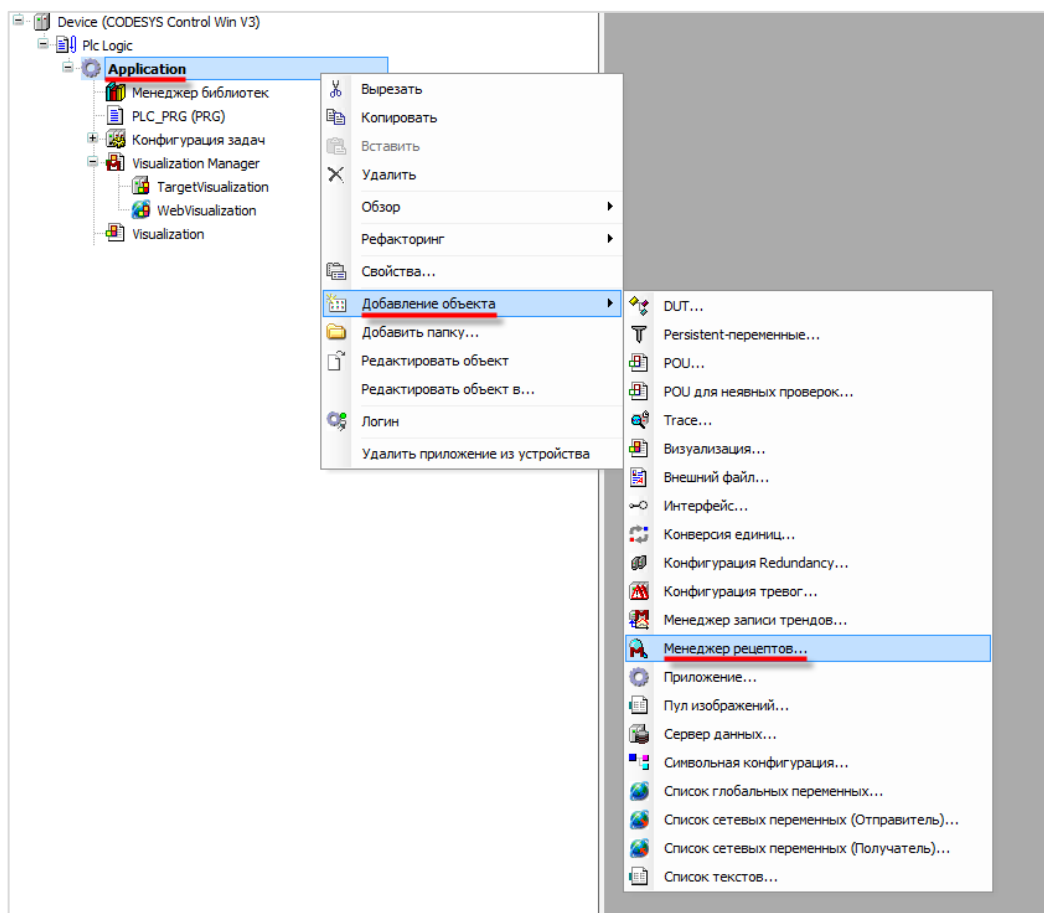 Device (CODESYS Control Win V3)
Plc Logic
Application
Менеджер библиотек
PLC_PRG (PRG)
Конфигурация задач
Visualization Manager
TargetVisualization
WebVisualization
Visualization
Вырезать
Копировать
Вставить
Удалить
Обзор
Рефакторинг
Свойства...
Добавление объекта
Добавить папку...
Редактировать объект
Редактировать объект в...
Логин
Удалить приложение из устройства
DUT...
Persistent-переменные...
POU...
POU для неявных проверок...
Trace...
Визуализация...
Внешний файл...
Интерфейс...
Конверсия единиц...
Конфигурация Redundancy...
Конфигурация тревог...
Менеджер записи трендов...
Менеджер рецептов...
Приложение...
Пул изображений...
Сервер данных...
Символьная конфигурация...
Список глобальных переменных...
Список сетевых переменных (Отправитель)...
Список сетевых переменных (Получатель)...
Список текстов...